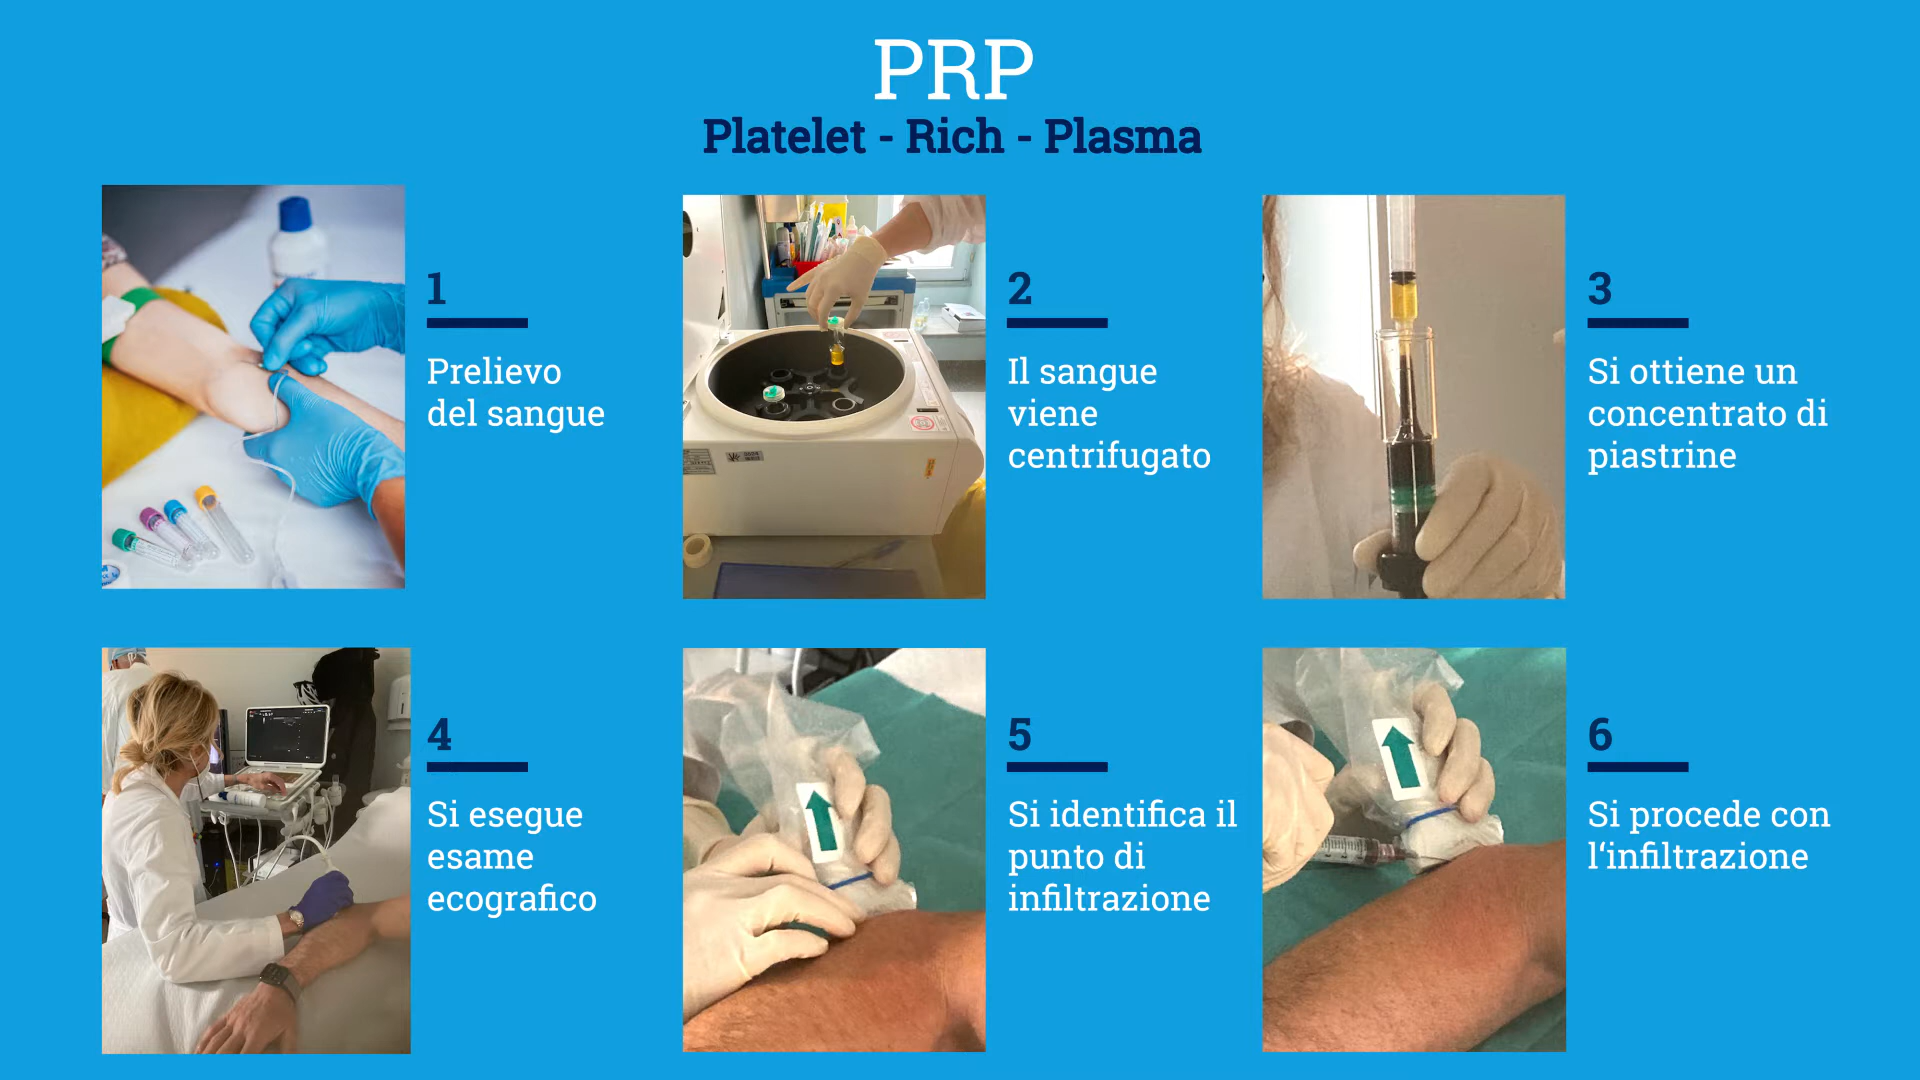 PRP
Platelet - Rich - Plasma
1
Prelievo
del sangue
2
Il sangue
viene
centrifugato
3
Si ottiene un
concentrato di
piastrine
4
Si esegue
esame
ecografico
5
Si identifica il
punto di
infiltrazione
6
Si procede con
l‘infiltrazione